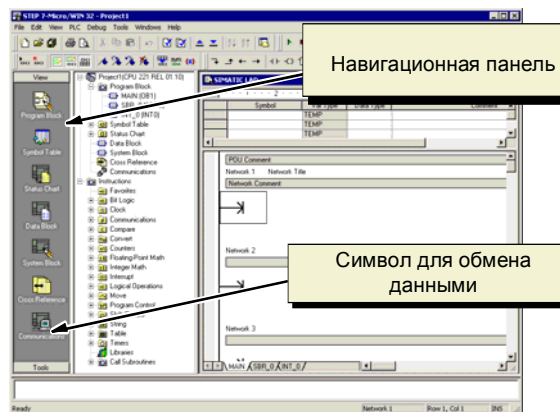 STEP 7-Micro/WIN 32 - Project1
File Edit View PLC Debug Tools Windows Help
View
Program Block
Symbol Table
Status Chart
Data Block
System Block
Cross Reference
Communications
Tools
Project1(CPU 221 REL 01.10)
Program Block
MAIN (OB1)
INT_0 (INT0)
Symbol Table
Status Chart
Data Block
System Block
Cross Reference
Communications
Instructions
Favorites
Bit Logic
Clock
Communications
Compare
Convert
Counters
Floating-Point Math
Integer Math
Interrupt
Logical Operations
Move
Program Control
String
Table
Timers
Libraries
Call Subroutines
SIMATIC LAD
Symbol Var Type Data Type Comment
TEMP
TEMP
TEMP
POU Comment
Network 1 Network Title
Network Comment
Network 2
Network 3
MAIN SBR_0 INT_0
Ready Network 1 Row 1, Col 1 INS
Навигационная панель
Символ для обмена
данными